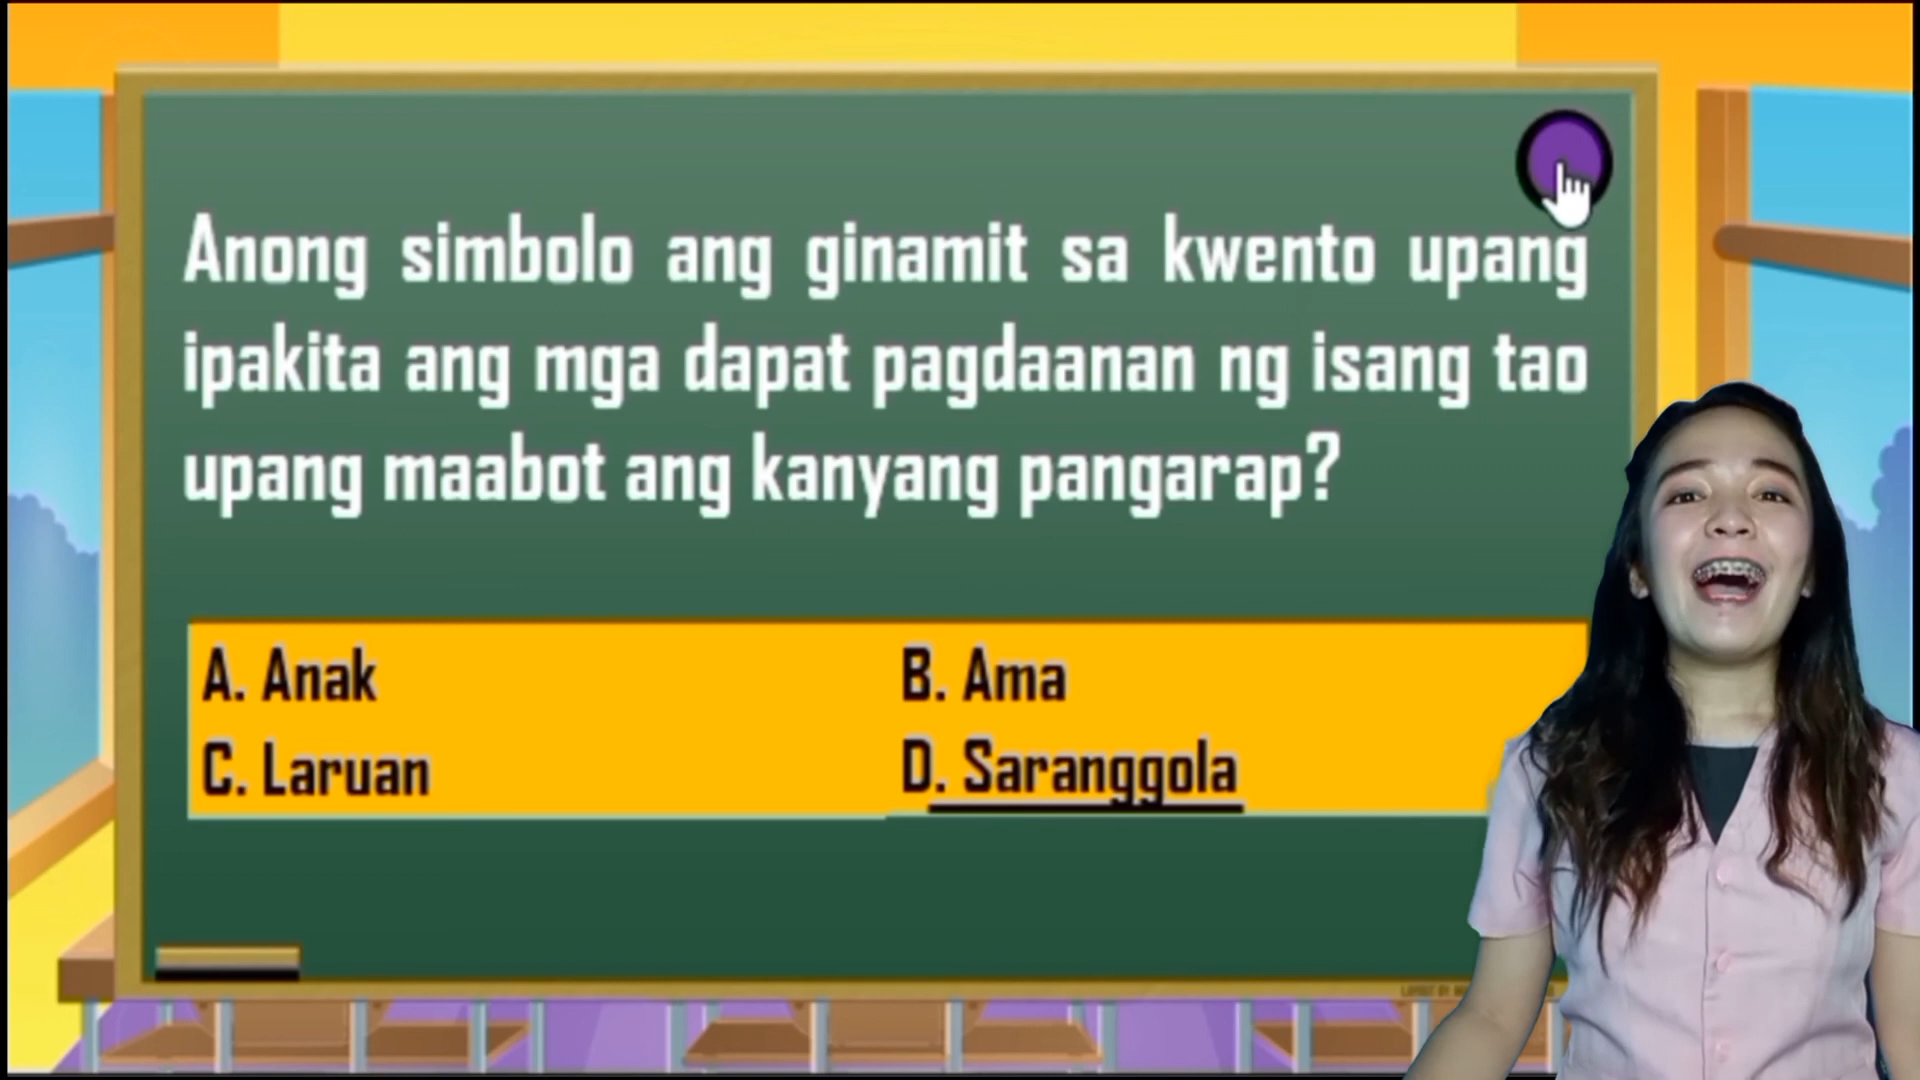 Anong simbolo ang ginamit sa kwento upang
ipakita ang mga dapat pagdaanan ng isang tao
upang maabot ang kanyang pangarap?
A. Anak
B. Ama
C. Laruan
D. Saranggola